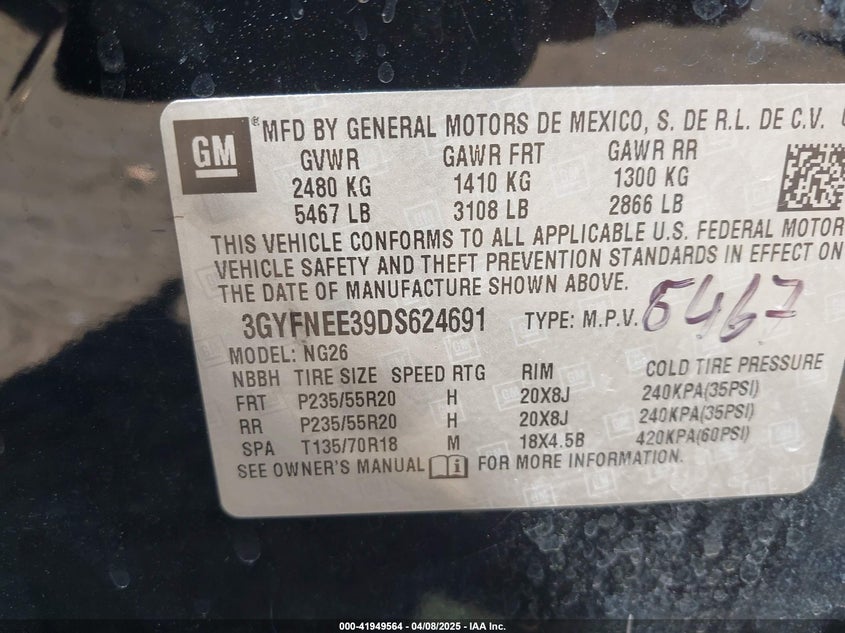 GM
® MFD BY GENERAL MOTORS DE MEXICO, S. DE R.L. DE C.V.
GVWR GAWR FRT GAWR RR
2480 KG 1410 KG 1300 KG
5467 LB 3108 LB 2866 LB
THIS VEHICLE CONFORMS TO ALL APPLICABLE U.S. FEDERAL MOTOR
VEHICLE SAFETY AND THEFT PREVENTION STANDARDS IN EFFECT ON
THE DATE OF MANUFACTURE SHOWN ABOVE.
3GYFNEE39DS624691 TYPE: M.P.V. 5467
MODEL: NG26
NBBH TIRE SIZE SPEED RTG RIM COLD TIRE PRESSURE
FRT P235/55R20 H 20X8J 240KPA(35PSI)
RR P235/55R20 H 20X8J 240KPA(35PSI)
SPA T135/70R18 M 18X4.5B 420KPA(60PSI)
SEE OWNER'S MANUAL FOR MORE INFORMATION.
000-41949564 - 04/08/2025 - IAA Inc.